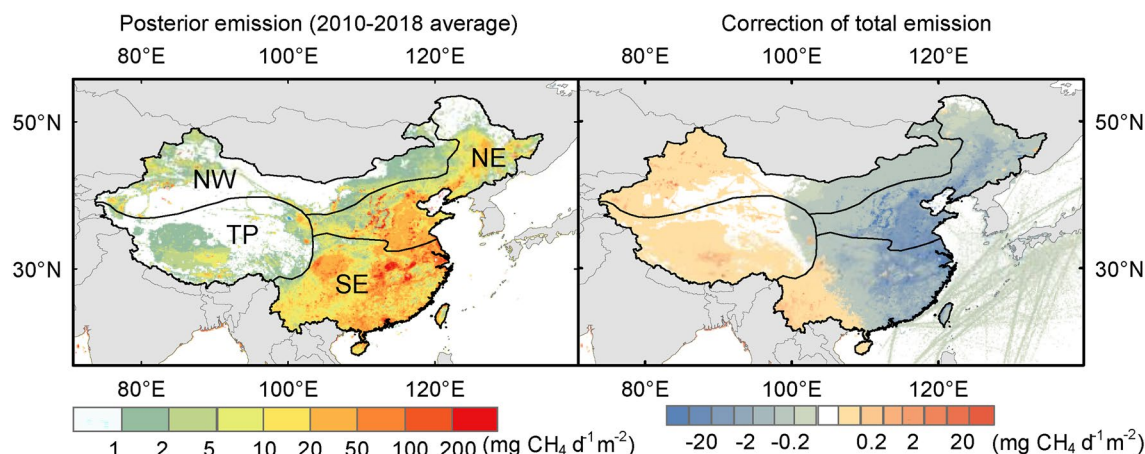 Posterior emission (2010-2018 average)
Correction of total emission
80°E 100°E 120°E
80°E 100°E 120°E
50°N
50°N
NE
NW
TP
30°N
30°N
SE
80°E 100°E 120°E
80°E 100°E 120°E
1 2 5 10 20 50 100 200 (mg CH₄ d⁻¹ m⁻²)
-20 -2 -0.2 0.2 2 20 (mg CH₄ d⁻¹ m⁻²)